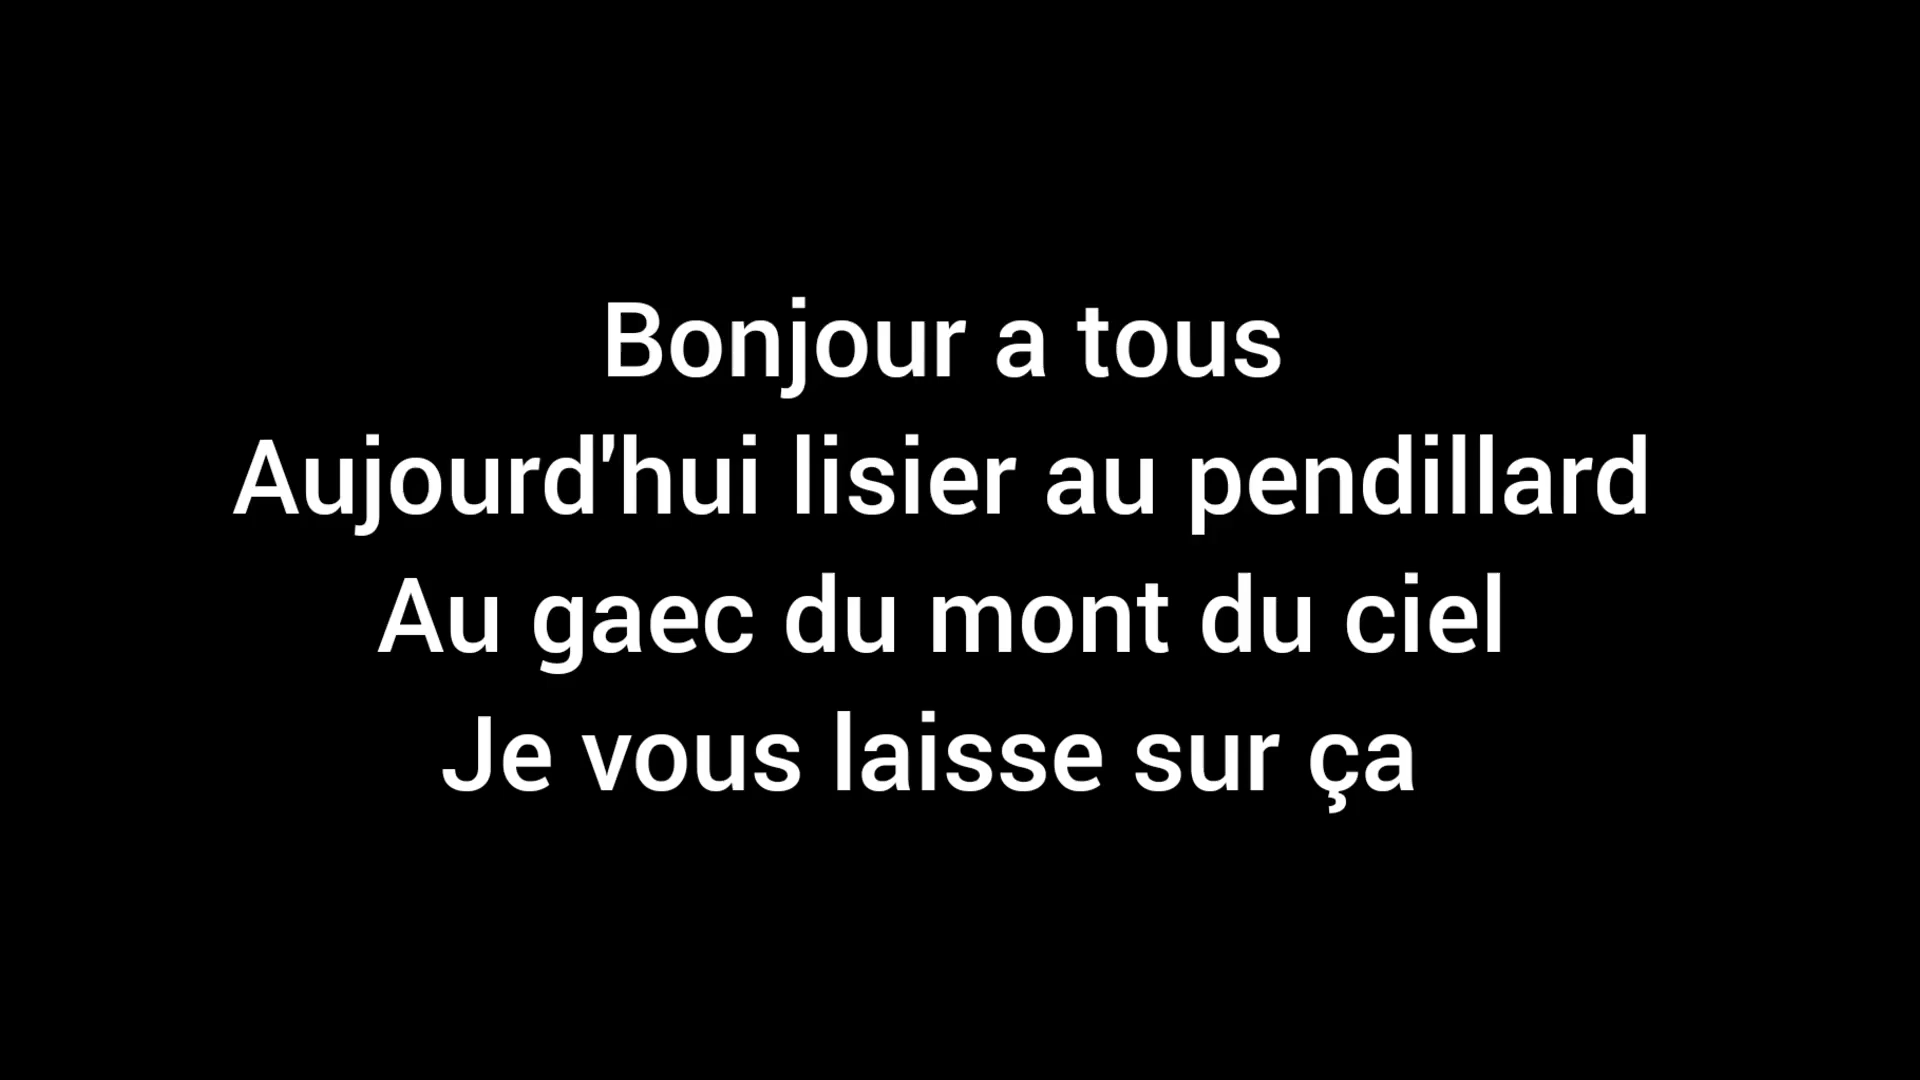 Bonjour a tous
Aujourd'hui lisier au pendillard
Au gaec du mont du ciel
Je vous laisse sur ça